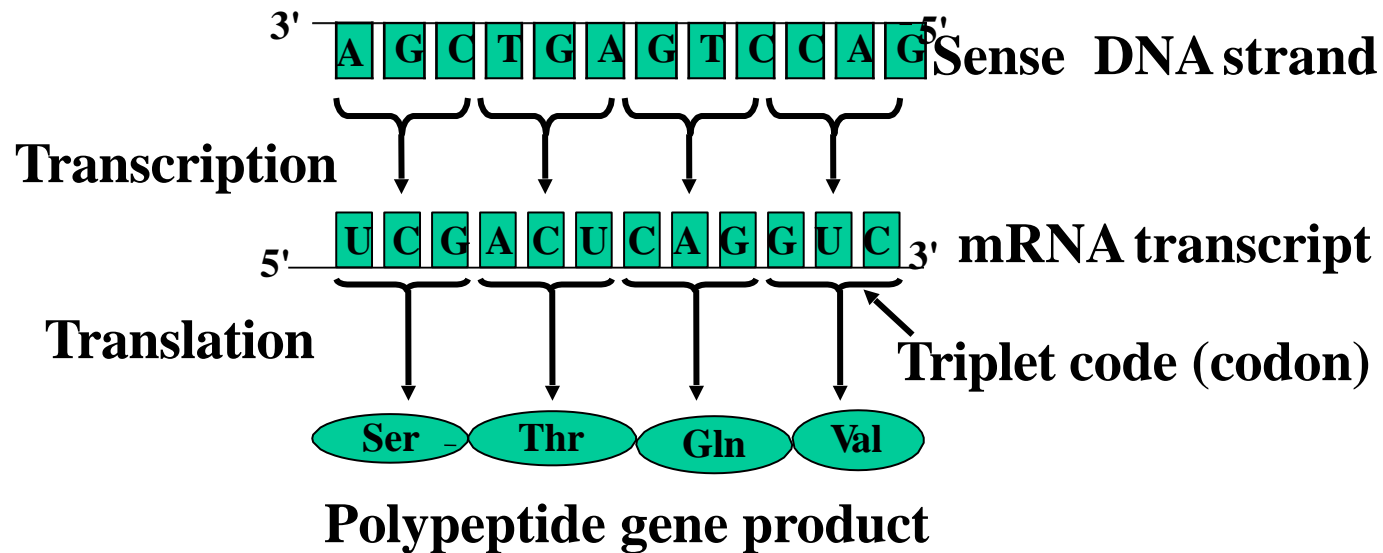 3' 5'
A G C T G A G T C C A G Sense DNA strand
Transcription
U C G A C U C A G G U C
5' 3' mRNA transcript
Translation
Triplet code (codon)
Ser Thr Gln Val
Polypeptide gene product